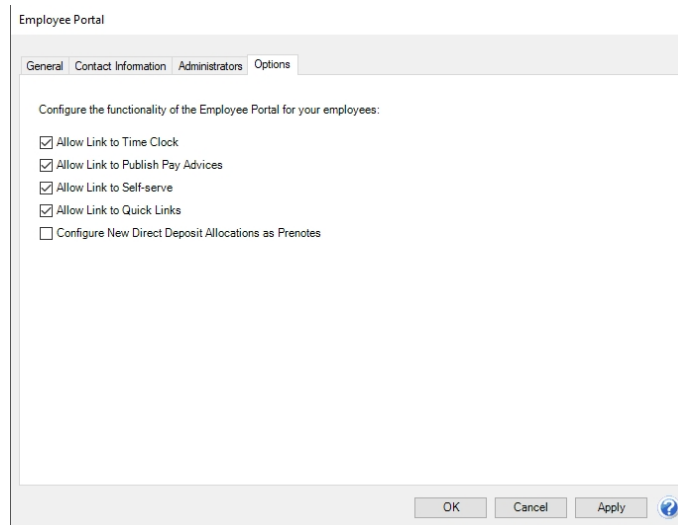 Employee Portal
General Contact Information Administrators Options
Configure the functionality of the Employee Portal for your employees:
Allow Link to Time Clock
Allow Link to Publish Pay Advices
Allow Link to Self-serve
Allow Link to Quick Links
Configure New Direct Deposit Allocations as Prenotes
OK Cancel Apply ?